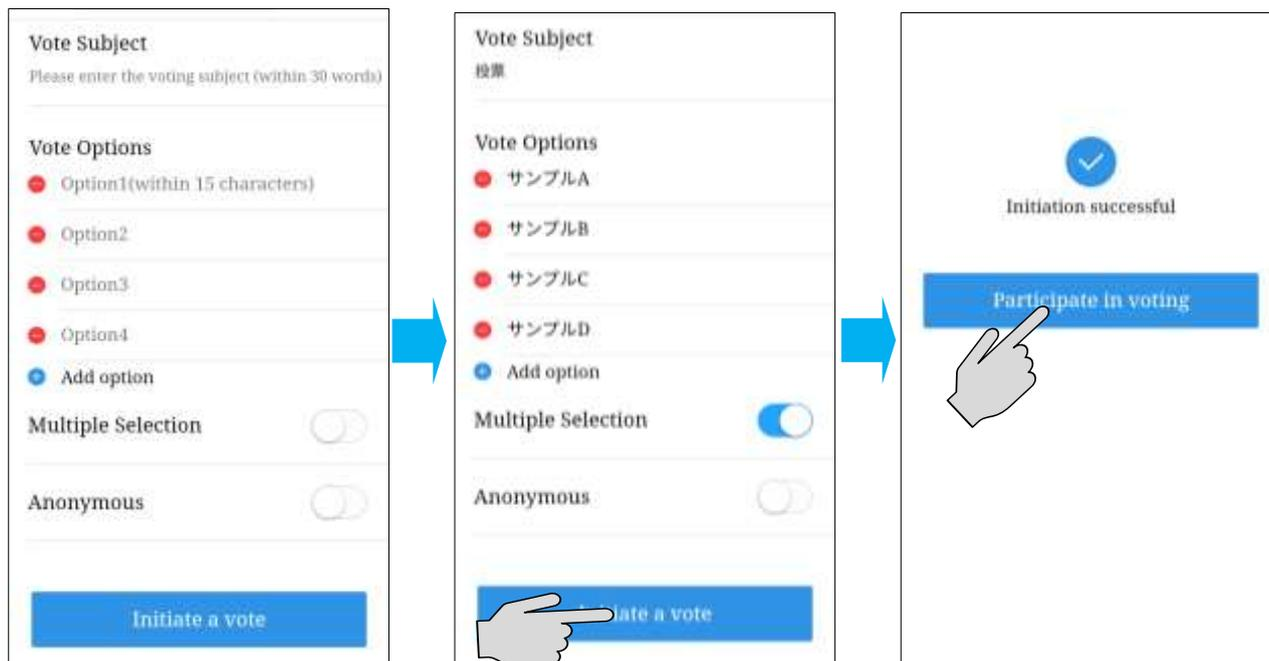 Vote Subject
Please enter the voting subject (within 30 words)
Vote Options
Option1(within 15 characters)
Option2
Option3
Option4
Add option
Multiple Selection
Anonymous
Initiate a vote
Vote Subject
投票
Vote Options
サンプルA
サンプルB
サンプルC
サンプルD
Add option
Multiple Selection
Anonymous
a vote
Initiation successful
Participate in voting